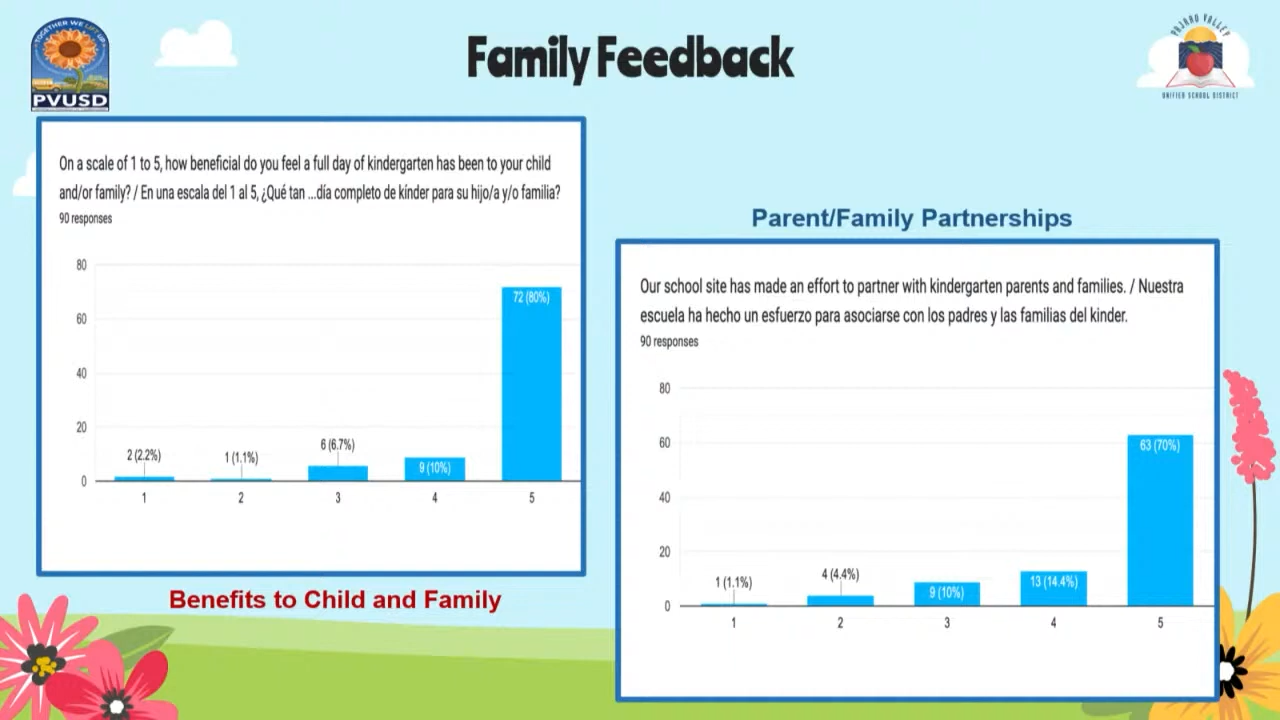 TOGETHER WE LIFT UP
PVUSD
Family Feedback
PAJARO VALLEY
UNIFIED SCHOOL DISTRICT
On a scale of 1 to 5, how beneficial do you feel a full day of kindergarten has been to your child
and/or family? / En una escala del 1 al 5, ¿Qué tan ...día completo de kínder para su hijo/a y/o familia?
90 responses
80
60
40
20
0
2 (2.2%)
1 (1.1%)
6 (6.7%)
9 (10%)
72 (80%)
1 2 3 4 5
Benefits to Child and Family
Parent/Family Partnerships
Our school site has made an effort to partner with kindergarten parents and families. / Nuestra
escuela ha hecho un esfuerzo para asociarse con los padres y las familias del kinder.
90 responses
80
60
40
20
0
1 (1.1%)
4 (4.4%)
9 (10%)
13 (14.4%)
63 (70%)
1 2 3 4 5